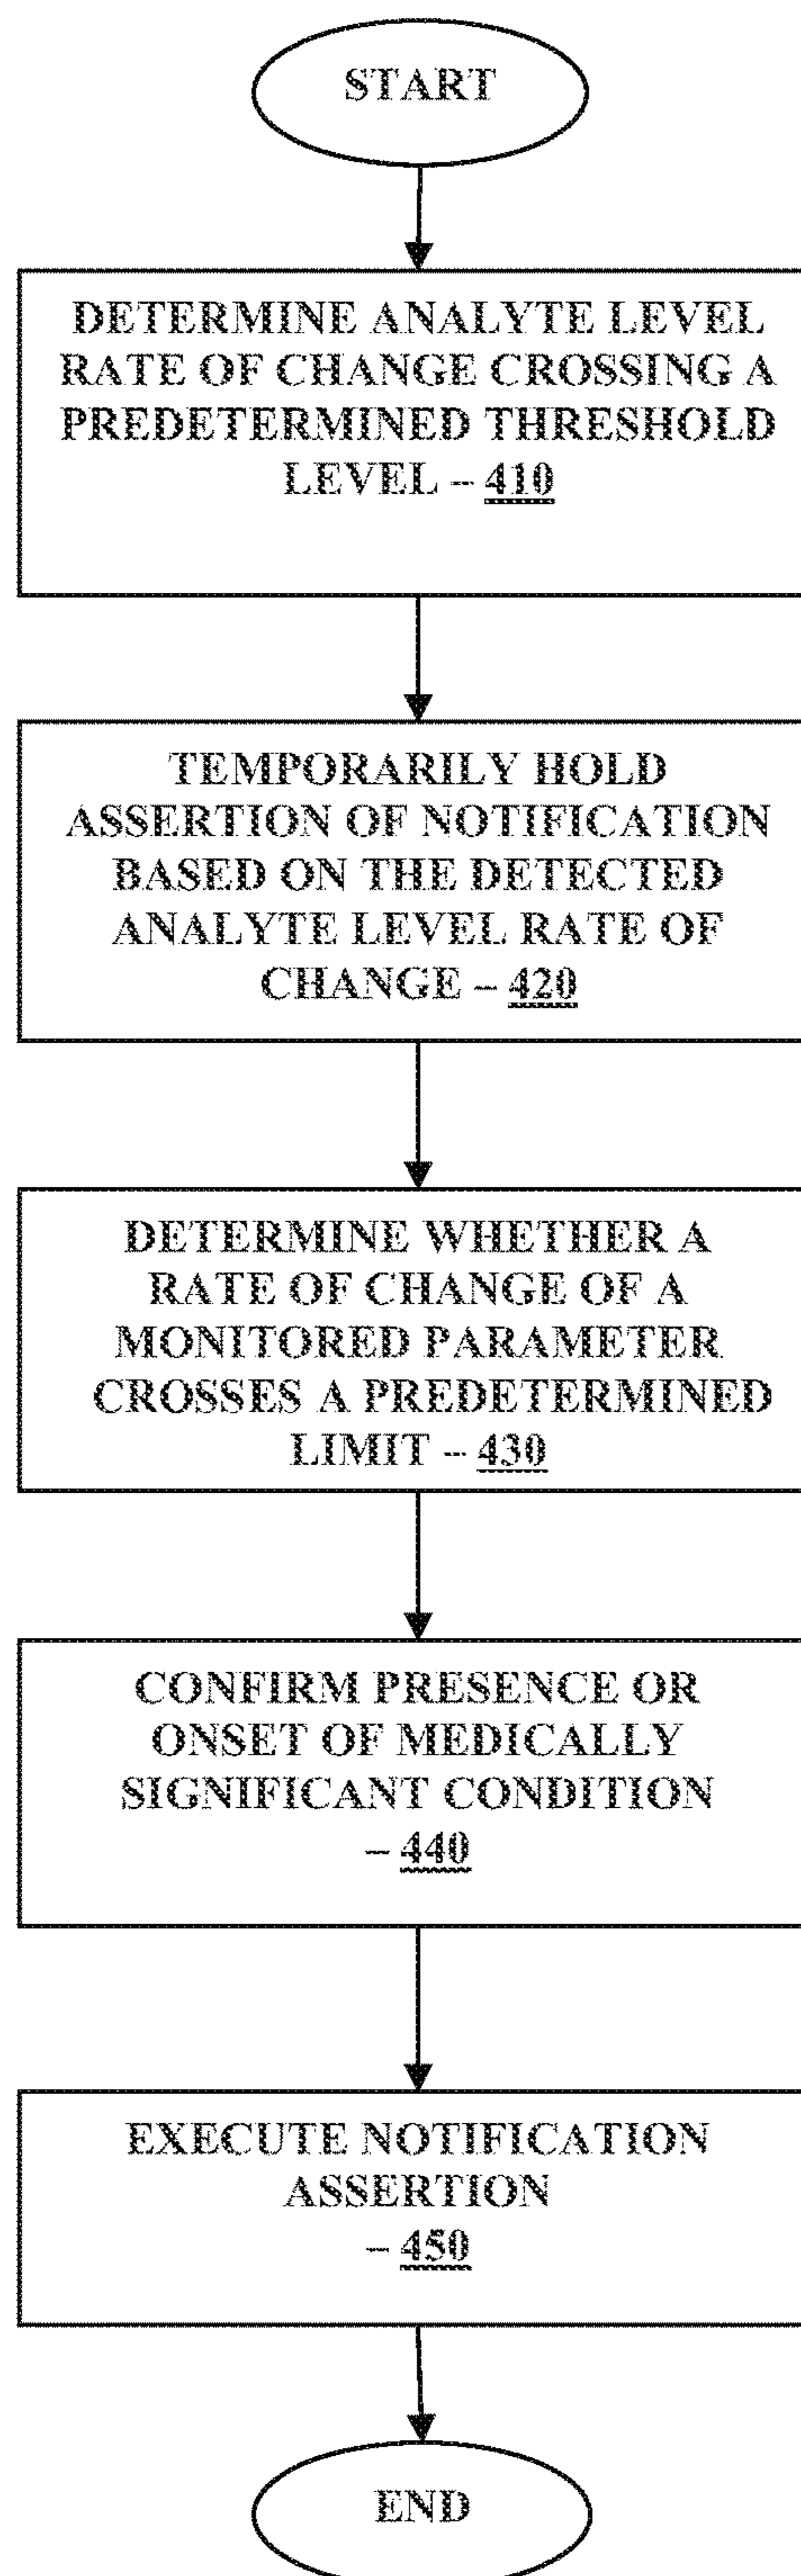 START
DETERMINE ANALYTE LEVEL
RATE OF CHANGE CROSSING A
PREDETERMINED THRESHOLD
LEVEL – 410
TEMPORARILY HOLD
ASSERTION OF NOTIFICATION
BASED ON THE DETECTED
ANALYTE LEVEL RATE OF
CHANGE – 420
DETERMINE WHETHER A
RATE OF CHANGE OF A
MONITORED PARAMETER
CROSSES A PREDETERMINED
LIMIT – 430
CONFIRM PRESENCE OR
ONSET OF MEDICALLY
SIGNIFICANT CONDITION
– 440
EXECUTE NOTIFICATION
ASSERTION
– 450
END